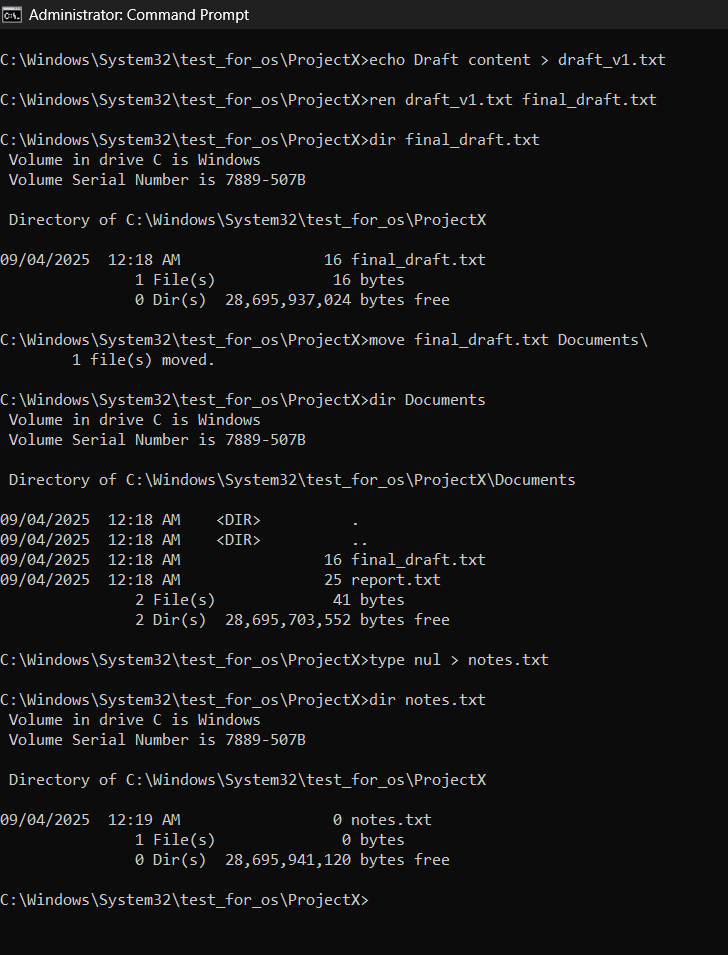 Administrator: Command Prompt
C:\Windows\System32\test_for_os\ProjectX>echo Draft content > draft_v1.txt
C:\Windows\System32\test_for_os\ProjectX>ren draft_v1.txt final_draft.txt
C:\Windows\System32\test_for_os\ProjectX>dir final_draft.txt
 Volume in drive C is Windows
 Volume Serial Number is 7889-507B
 Directory of C:\Windows\System32\test_for_os\ProjectX
09/04/2025  12:18 AM                16 final_draft.txt
               1 File(s)             16 bytes
               0 Dir(s)  28,695,937,024 bytes free
C:\Windows\System32\test_for_os\ProjectX>move final_draft.txt Documents\
        1 file(s) moved.
C:\Windows\System32\test_for_os\ProjectX>dir Documents
 Volume in drive C is Windows
 Volume Serial Number is 7889-507B
 Directory of C:\Windows\System32\test_for_os\ProjectX\Documents
09/04/2025  12:18 AM    <DIR>          .
09/04/2025  12:18 AM    <DIR>          ..
09/04/2025  12:18 AM                16 final_draft.txt
09/04/2025  12:18 AM                25 report.txt
               2 File(s)             41 bytes
               2 Dir(s)  28,695,703,552 bytes free
C:\Windows\System32\test_for_os\ProjectX>type nul > notes.txt
C:\Windows\System32\test_for_os\ProjectX>dir notes.txt
 Volume in drive C is Windows
 Volume Serial Number is 7889-507B
 Directory of C:\Windows\System32\test_for_os\ProjectX
09/04/2025  12:19 AM                 0 notes.txt
               1 File(s)              0 bytes
               0 Dir(s)  28,695,941,120 bytes free
C:\Windows\System32\test_for_os\ProjectX>